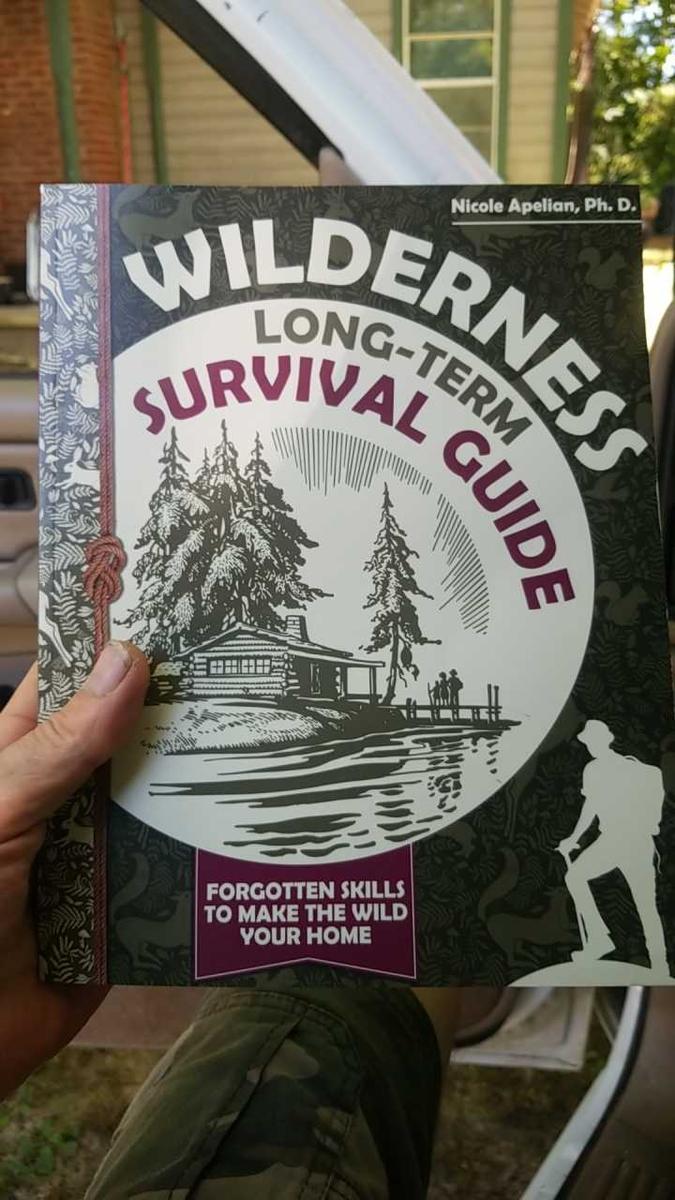 Nicole Apelian, Ph. D.
WILDERNESS
LONG-TERM
SURVIVAL GUIDE
FORGOTTEN SKILLS
TO MAKE THE WILD
YOUR HOME